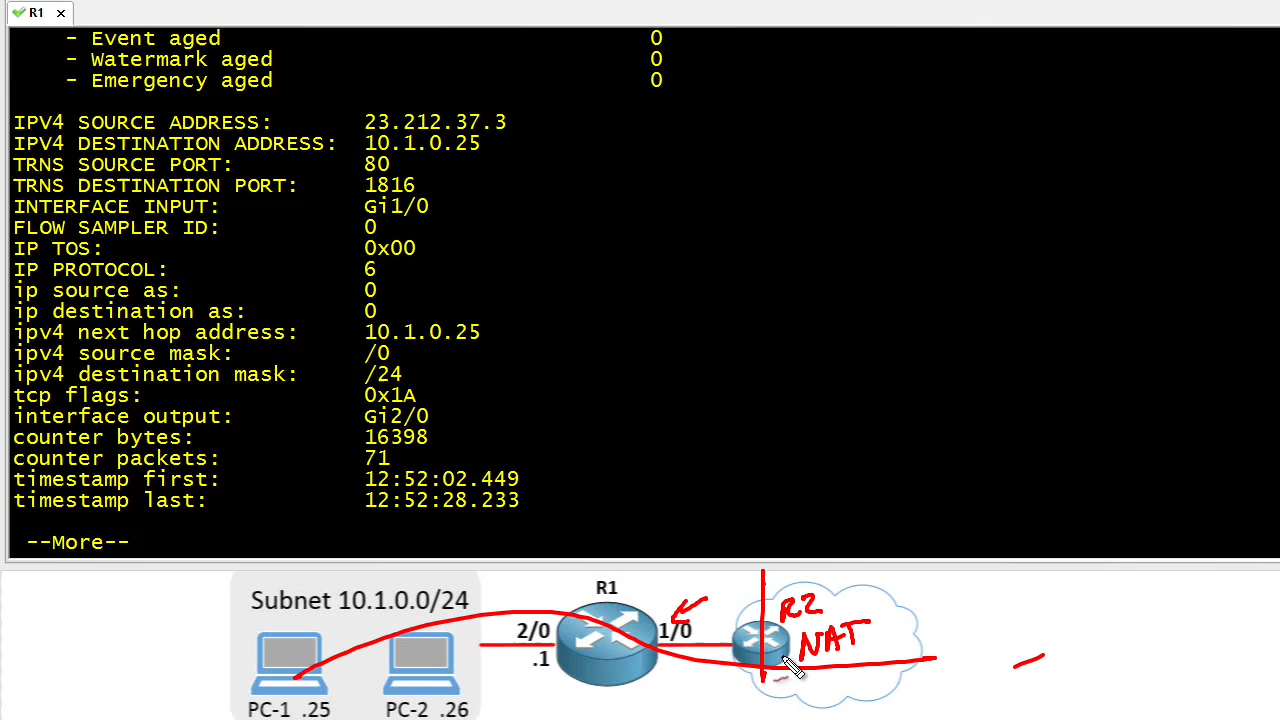 R1 x
- Event aged 0
- Watermark aged 0
- Emergency aged 0
IPV4 SOURCE ADDRESS: 23.212.37.3
IPV4 DESTINATION ADDRESS: 10.1.0.25
TRNS SOURCE PORT: 80
TRNS DESTINATION PORT: 1816
INTERFACE INPUT: Gi1/0
FLOW SAMPLER ID: 0
IP TOS: 0x00
IP PROTOCOL: 6
ip source as: 0
ip destination as: 0
ipv4 next hop address: 10.1.0.25
ipv4 source mask: /0
ipv4 destination mask: /24
tcp flags: 0x1A
interface output: Gi2/0
counter bytes: 16398
counter packets: 71
timestamp first: 12:52:02.449
timestamp last: 12:52:28.233
--More--
Subnet 10.1.0.0/24
R1
R2
2/0
1/0
NAT
.1
PC-1 .25
PC-2 .26